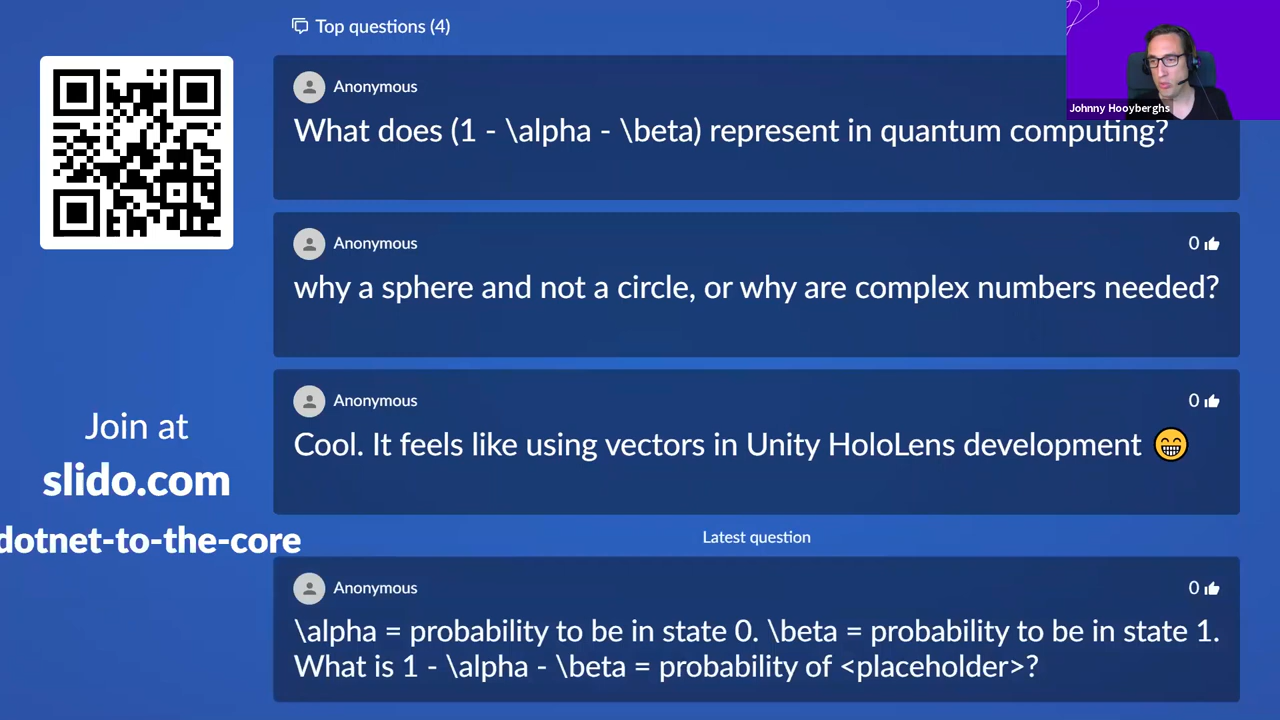 Top questions (4)
Johnny Hooyberghs
Anonymous
What does (1 - \alpha - \beta) represent in quantum computing?
Anonymous
0
why a sphere and not a circle, or why are complex numbers needed?
Anonymous
0
Cool. It feels like using vectors in Unity HoloLens development 😁
Join at
slido.com
dotnet-to-the-core
Latest question
Anonymous
0
\alpha = probability to be in state 0. \beta = probability to be in state 1.
What is 1 - \alpha - \beta = probability of <placeholder>?